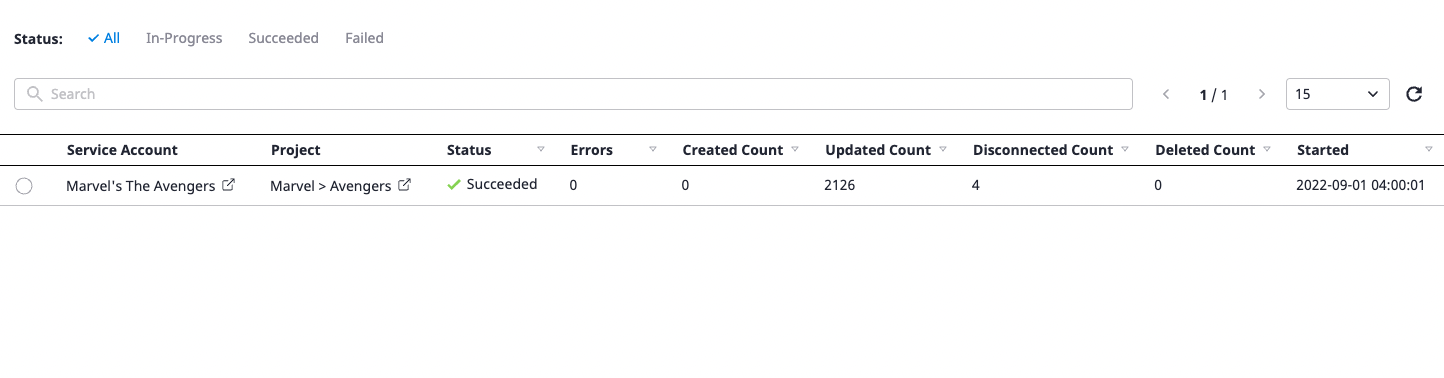 Status: All In-Progress Succeeded Failed
Search 1 / 1 15
Service Account Project Status Errors Created Count Updated Count Disconnected Count Deleted Count Started
Marvel's The Avengers Marvel > Avengers Succeeded 0 0 2126 4 0 2022-09-01 04:00:01